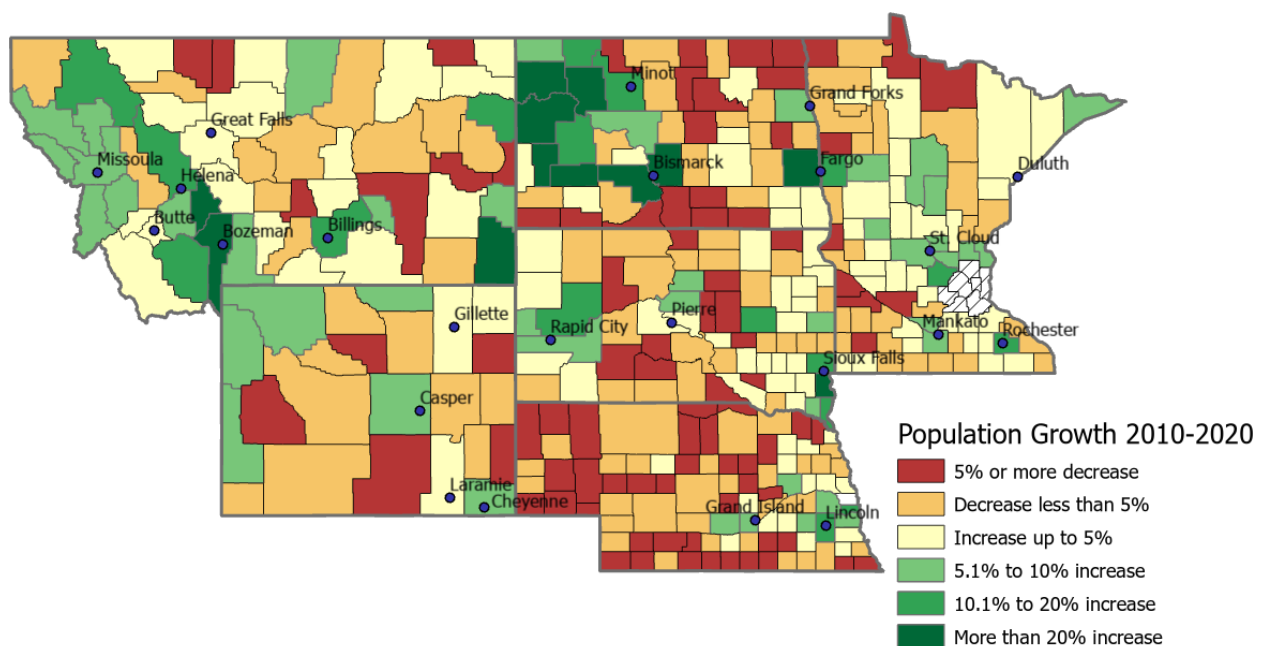 Minot
Grand Forks
Great Falls
Missoula
Helena
Bismarck
Fargo
Duluth
Butte
Bozeman
Billings
St. Cloud
Gillette
Rapid City
Pierre
Mankato
Rochester
Sioux Falls
Casper
Laramie
Cheyenne
Grand Island
Lincoln
Population Growth 2010-2020
5% or more decrease
Decrease less than 5%
Increase up to 5%
5.1% to 10% increase
10.1% to 20% increase
More than 20% increase